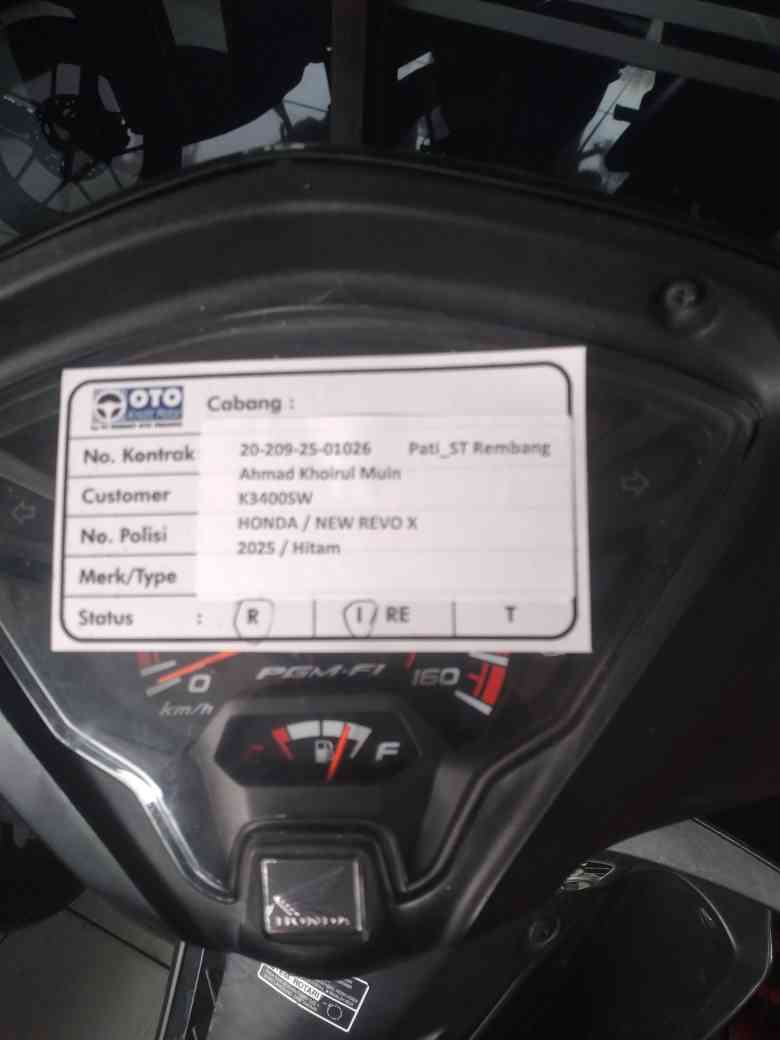 OTO
Cabang :
No. Kontrak 20-209-25-01026 Pati_ST Rembang
Ahmad Khoirul Muin
Customer
K3400SW
No. Polisi
HONDA / NEW REVO X
2025 / Hitam
Merk/Type
Status : R I / RE T
0 PGM-FI 160
km/h
F
HONDA